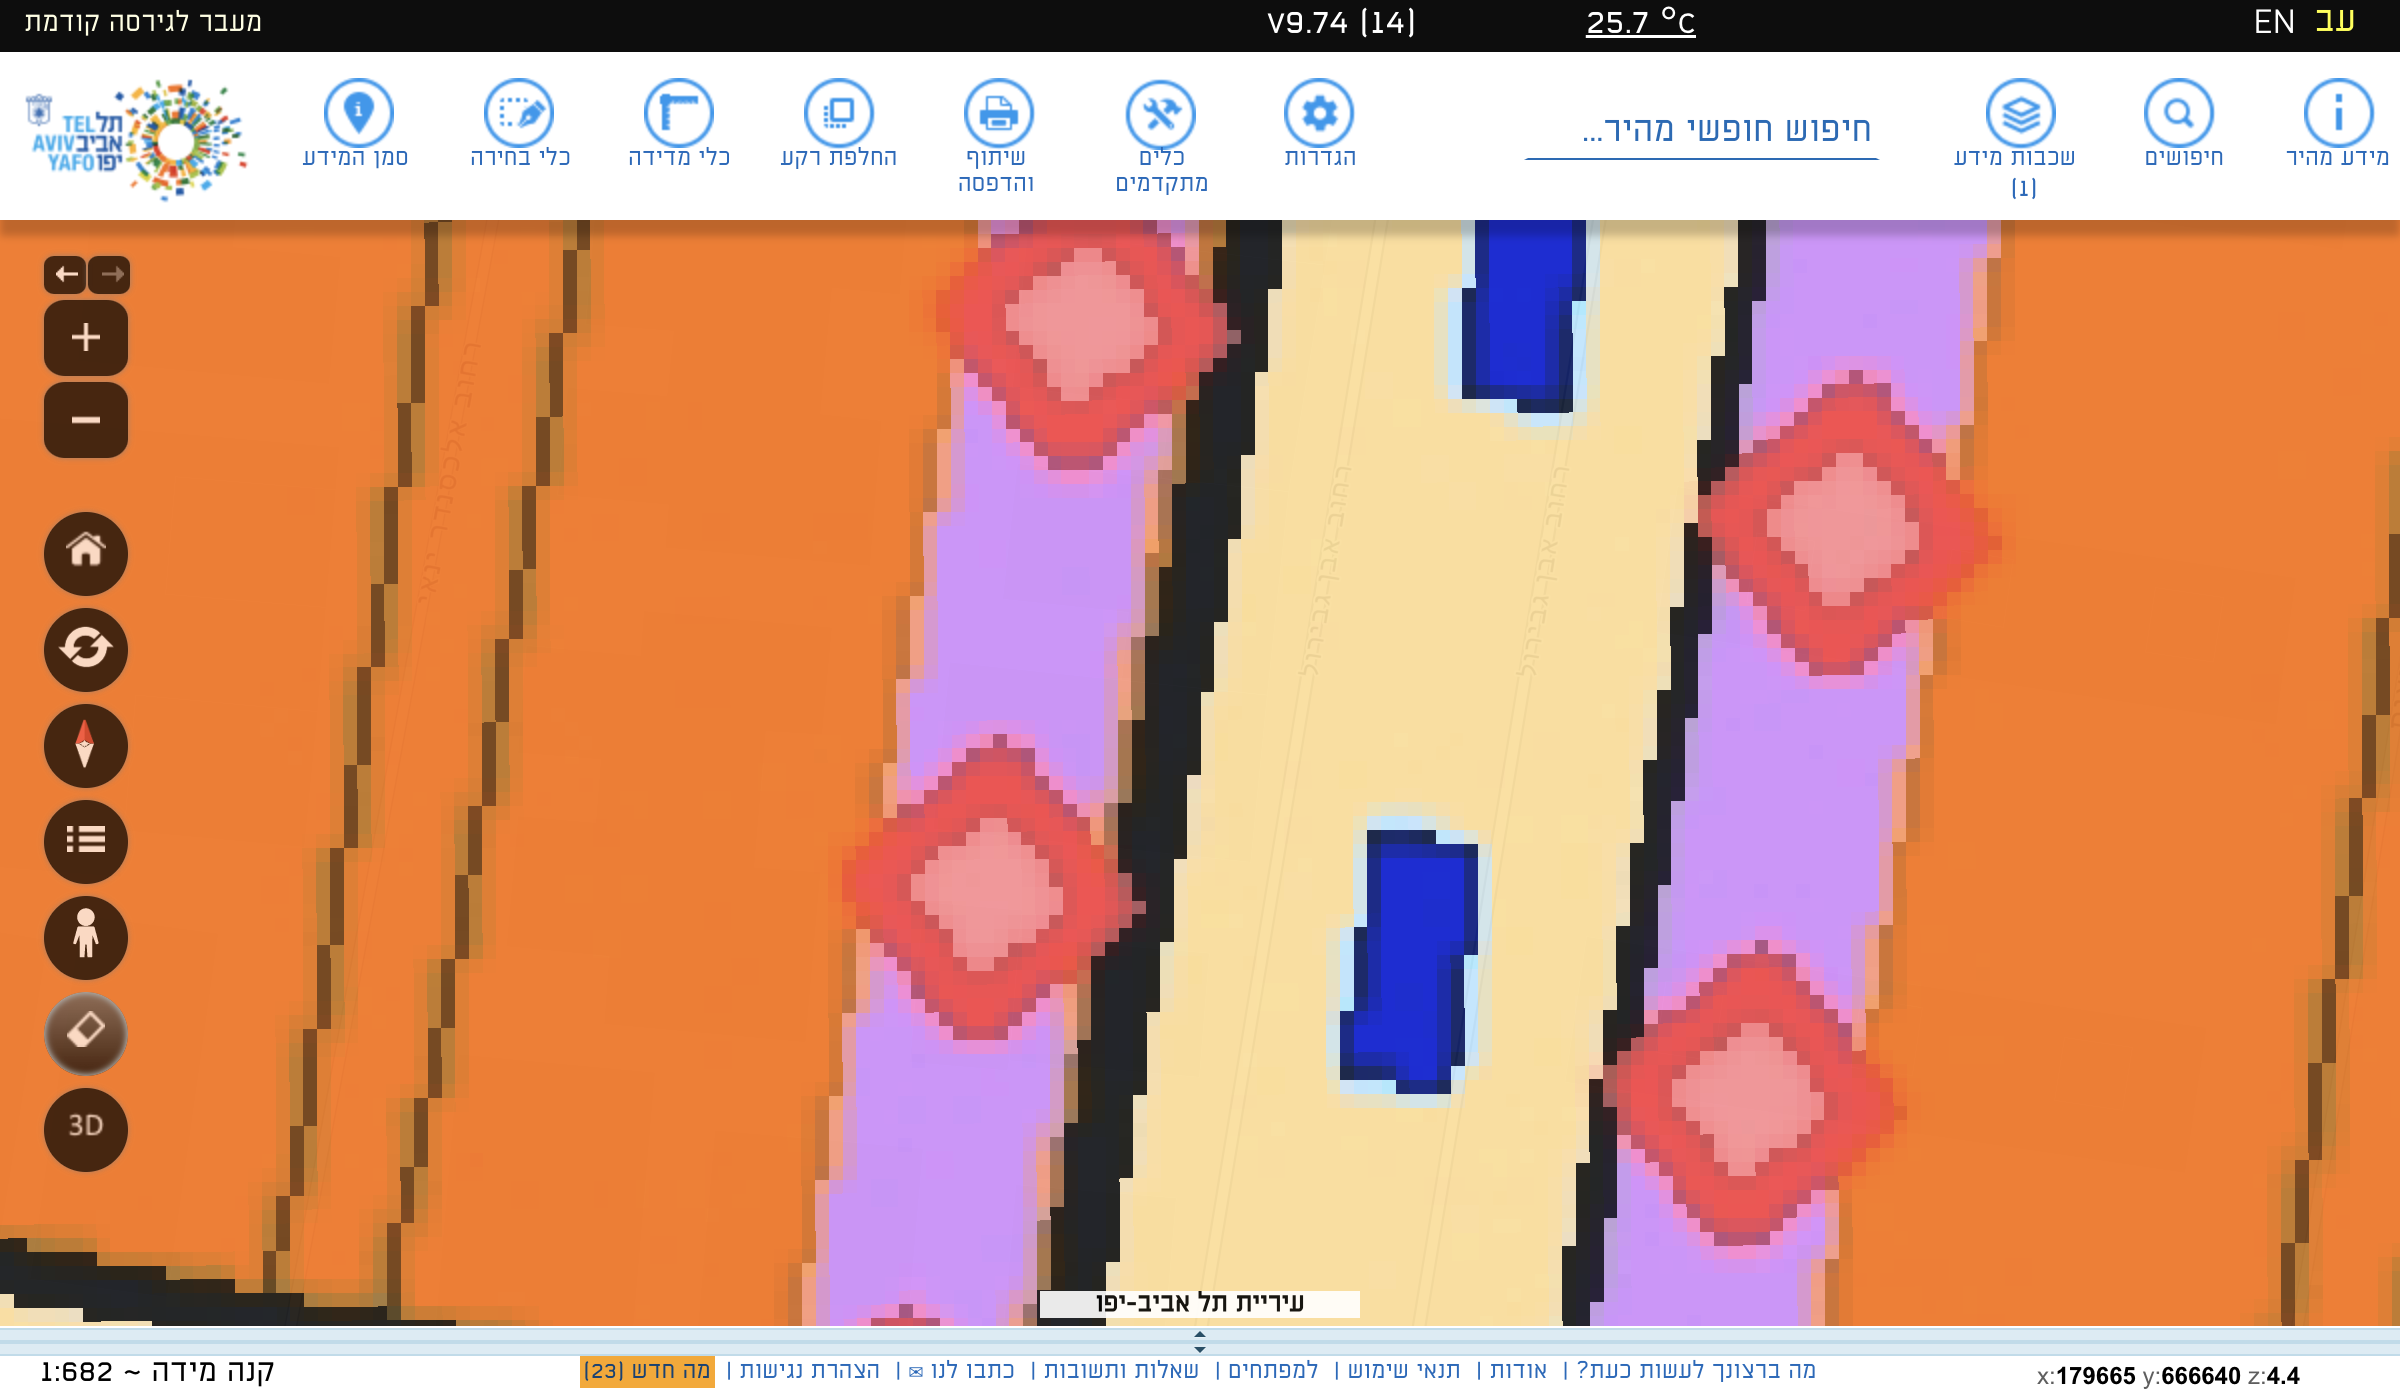 עב EN
25.7 °C
V9.74 (14)
מעבר לגירסה קודמת
מידע מהיר
חיפושים
שכבות מידע
(1)
חיפוש חופשי מהיר...
הגדרות
כלים
מתקדמים
שיתוף
והדפסה
החלפת רקע
כלי מדידה
כלי בחירה
סמן המידע
תל TEL
אביב AVIV
יפו YAFO
רחוב אלכסנדר ינאי
רחוב אבן גבירול
רחוב אבן גבירול
3D
עיריית תל אביב-יפו
מה ברצונך לעשות כעת? | אודות | תנאי שימוש | למפתחים | שאלות ותשובות | כתבו לנו ✉ | הצהרת נגישות | מה חדש (23)
קנה מידה ~ 1:682
x:179665 y:666640 z:4.4